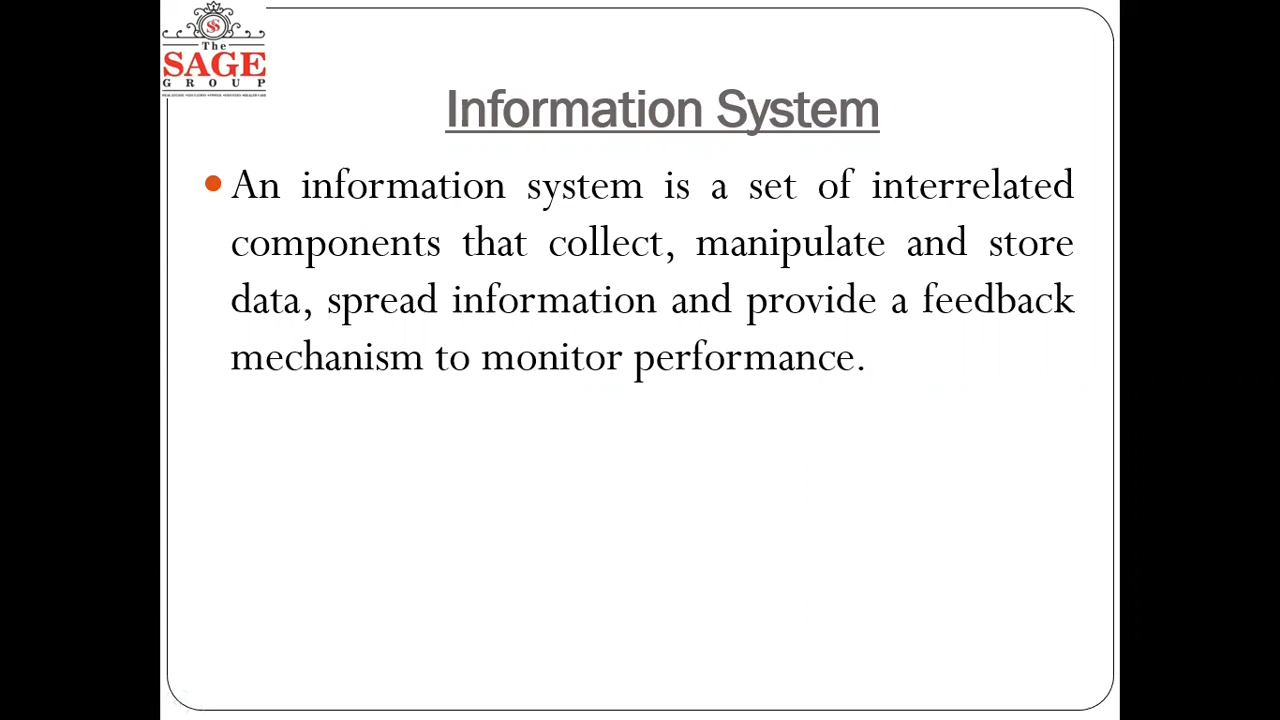 The
SAGE
GROUP
Information System
An information system is a set of interrelated
components that collect, manipulate and store
data, spread information and provide a feedback
mechanism to monitor performance.